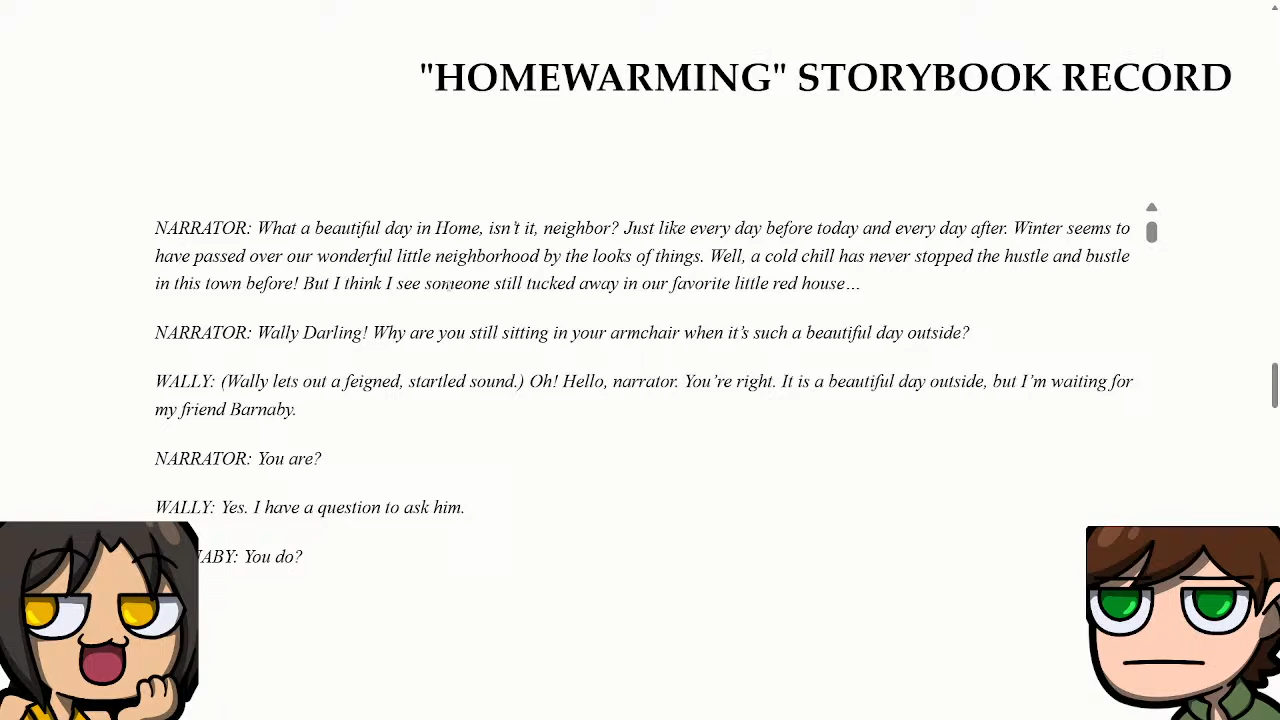 "HOMEWARMING" STORYBOOK RECORD
NARRATOR: What a beautiful day in Home, isn't it, neighbor? Just like every day before today and every day after. Winter seems to
have passed over our wonderful little neighborhood by the looks of things. Well, a cold chill has never stopped the hustle and bustle
in this town before! But I think I see someone still tucked away in our favorite little red house…
NARRATOR: Wally Darling! Why are you still sitting in your armchair when it's such a beautiful day outside?
WALLY: (Wally lets out a feigned, startled sound.) Oh! Hello, narrator. You're right. It is a beautiful day outside, but I'm waiting for
my friend Barnaby.
NARRATOR: You are?
WALLY: Yes. I have a question to ask him.
NABY: You do?